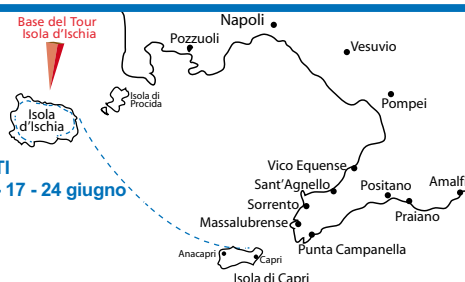 Base del Tour
Isola d'Ischia
Napoli
Pozzuoli
Vesuvio
Isola di
Procida
Pompei
Isola
d'Ischia
Vico Equense
TI
17 - 24 giugno
Sant'Agnello
Positano
Amalfi
Sorrento
Praiano
Massalubrense
Punta Campanella
Anacapri
Capri
Isola di Capri